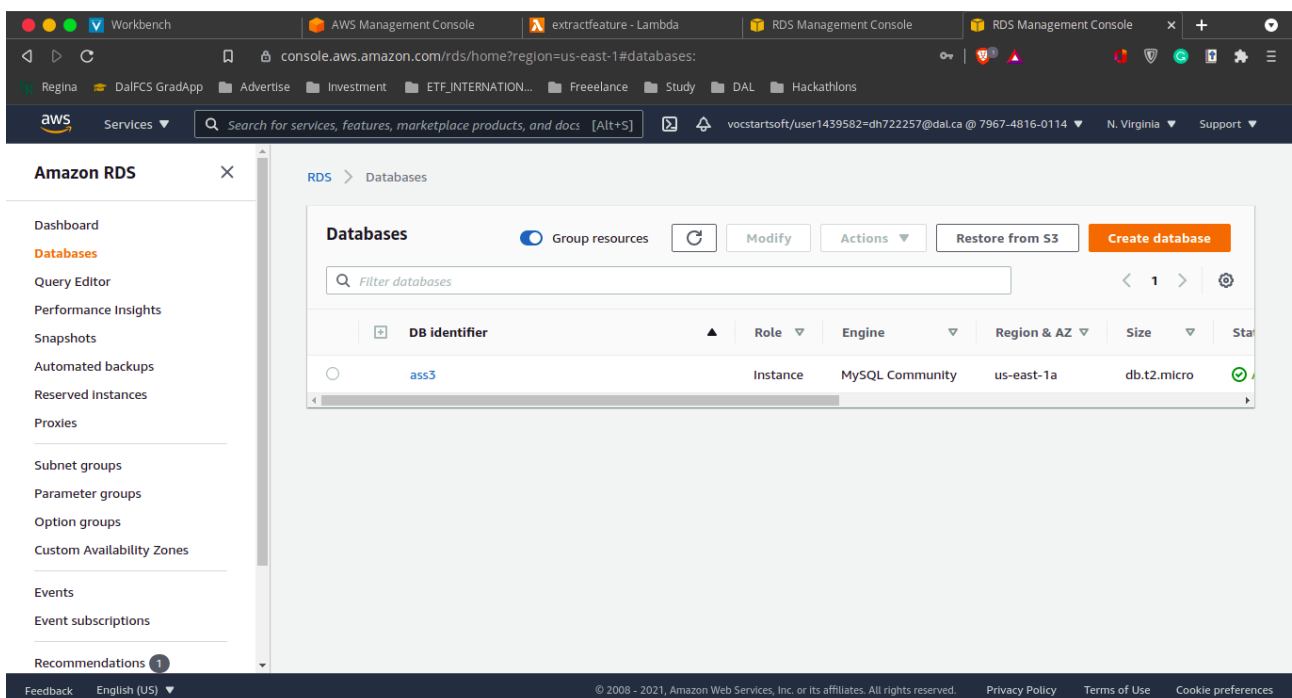 Workbench
AWS Management Console
extractfeature - Lambda
RDS Management Console
RDS Management Console
console.aws.amazon.com/rds/home?region=us-east-1#databases:
Regina
DalFCS GradApp
Advertise
Investment
ETF_INTERNATION...
Freeelance
Study
DAL
Hackathlons
aws
Services
Search for services, features, marketplace products, and docs [Alt+S]
vocstartsoft/user1439582=dh722257@dal.ca @ 7967-4816-0114
N. Virginia
Support
Amazon RDS
Dashboard
Databases
Query Editor
Performance Insights
Snapshots
Automated backups
Reserved instances
Proxies
Subnet groups
Parameter groups
Option groups
Custom Availability Zones
Events
Event subscriptions
Recommendations 1
RDS > Databases
Databases
Group resources
Modify
Actions
Restore from S3
Create database
Filter databases
1
DB identifier
Role
Engine
Region & AZ
Size
Stat
ass3
Instance
MySQL Community
us-east-1a
db.t2.micro
Feedback
English (US)
© 2008 - 2021, Amazon Web Services, Inc. or its affiliates. All rights reserved.
Privacy Policy
Terms of Use
Cookie preferences